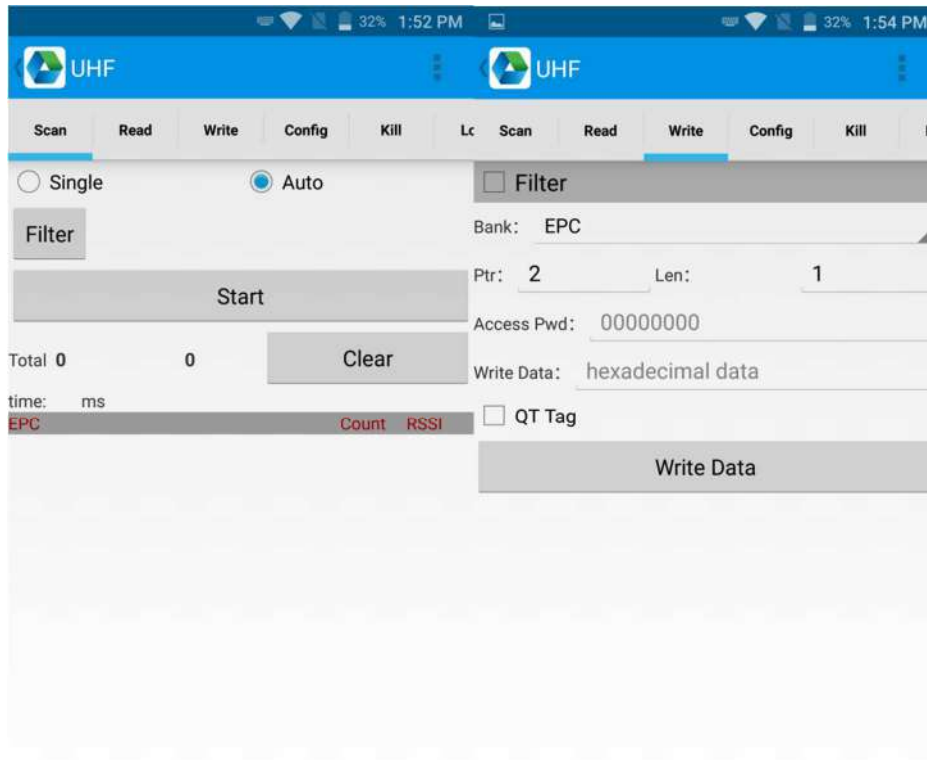 32% 1:52 PM
UHF
Scan Read Write Config Kill Lc
Single Auto
Filter
Start
Total 0 0 Clear
time: ms
EPC Count RSSI
32% 1:54 PM
UHF
Scan Read Write Config Kill
Filter
Bank: EPC
Ptr: 2 Len: 1
Access Pwd: 00000000
Write Data: hexadecimal data
QT Tag
Write Data